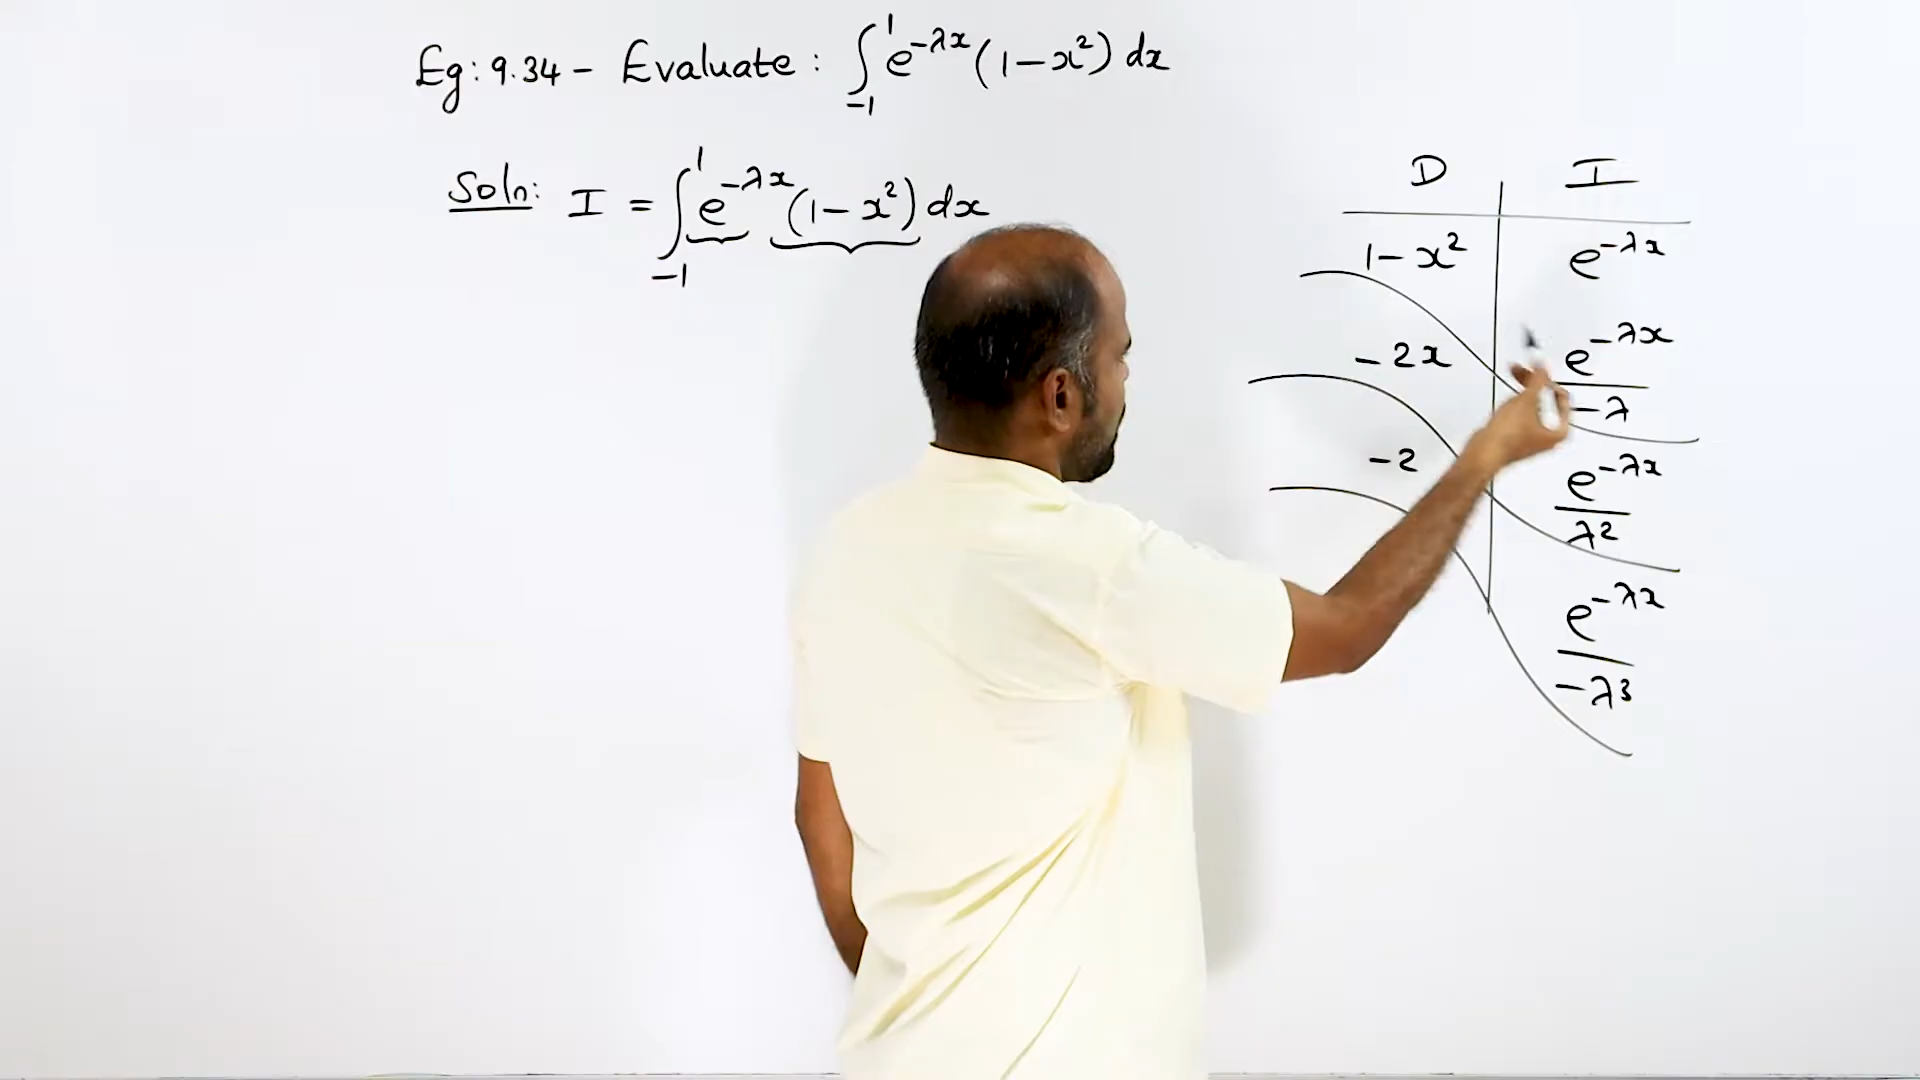 Eg: 9.34 - Evaluate : ∫₋₁¹ e^{-λx} (1-x²) dx
Soln: I = ∫₋₁¹ e^{-λx} (1-x²) dx
D I
1-x² e^{-λx}
-2x e^{-λx}/-λ
-2 e^{-λx}/λ²
e^{-λx}/-λ³